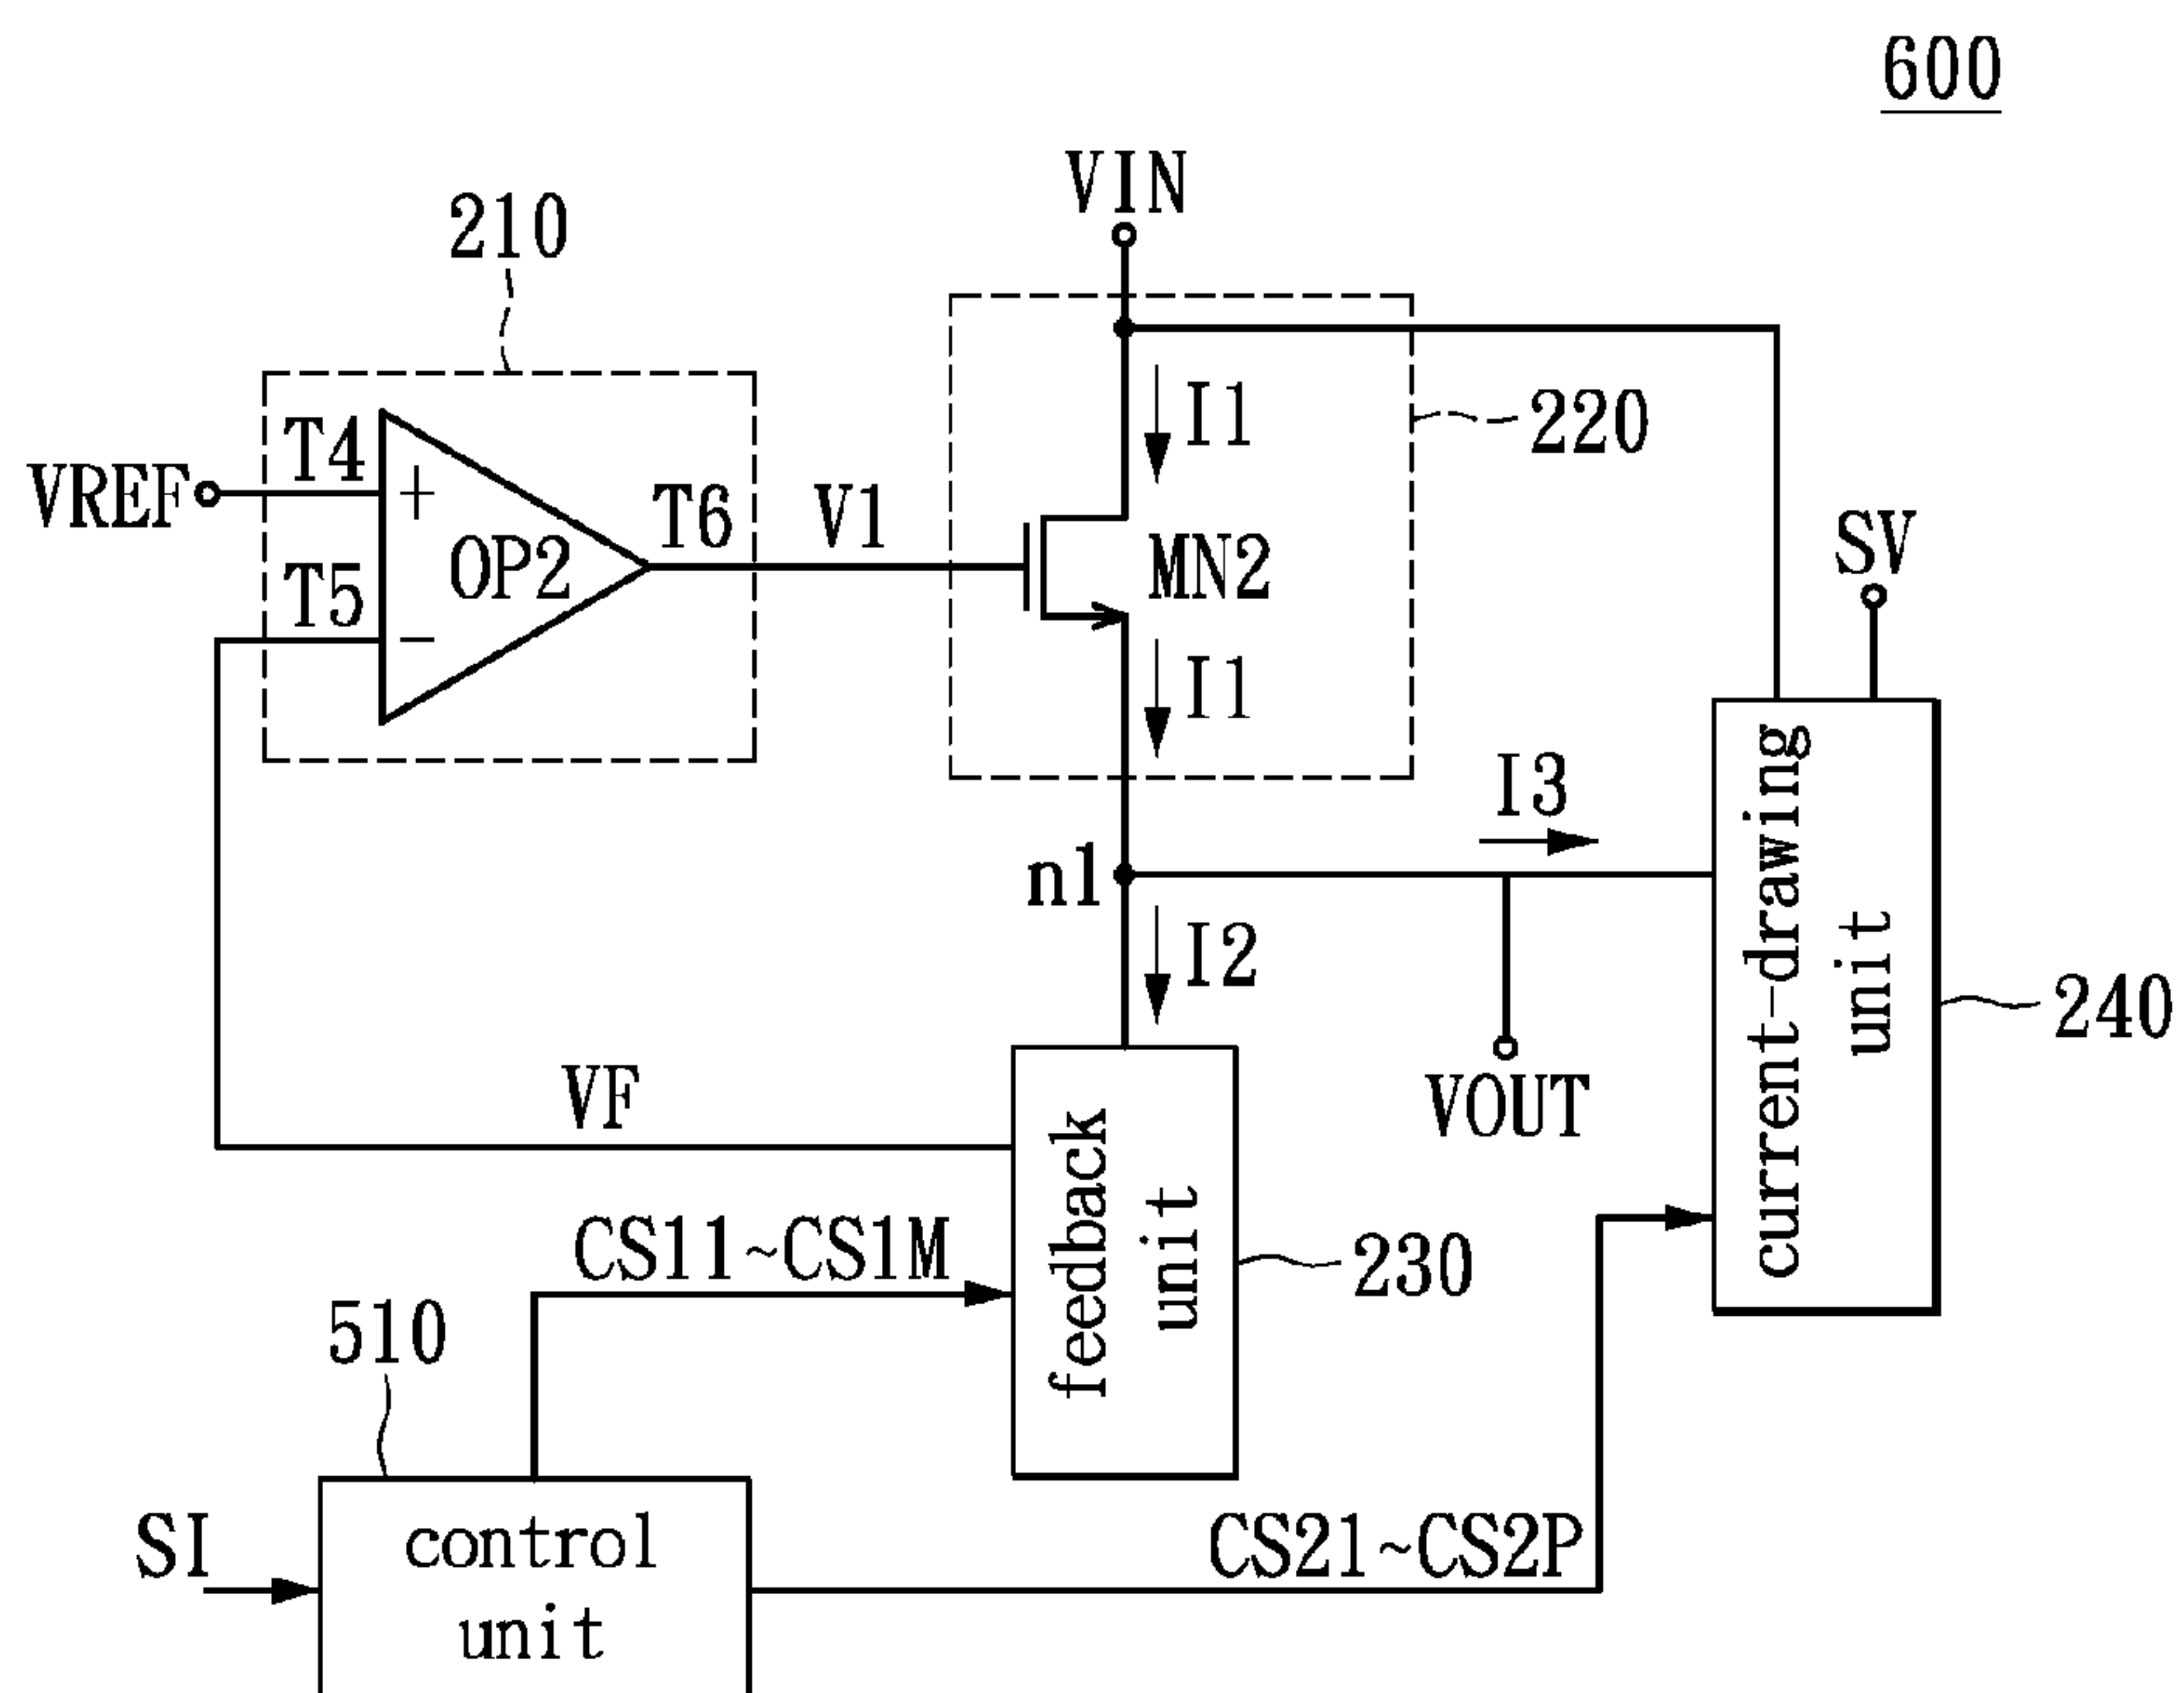 600
VIN
210
220
VREF
T4
+
T5
−
OP2
T6
V1
I1
MN2
I1
SV
I3
n1
I2
current-drawing
unit
240
VF
VOUT
feedback
unit
230
CS11~CS1M
510
SI
control
unit
CS21~CS2P